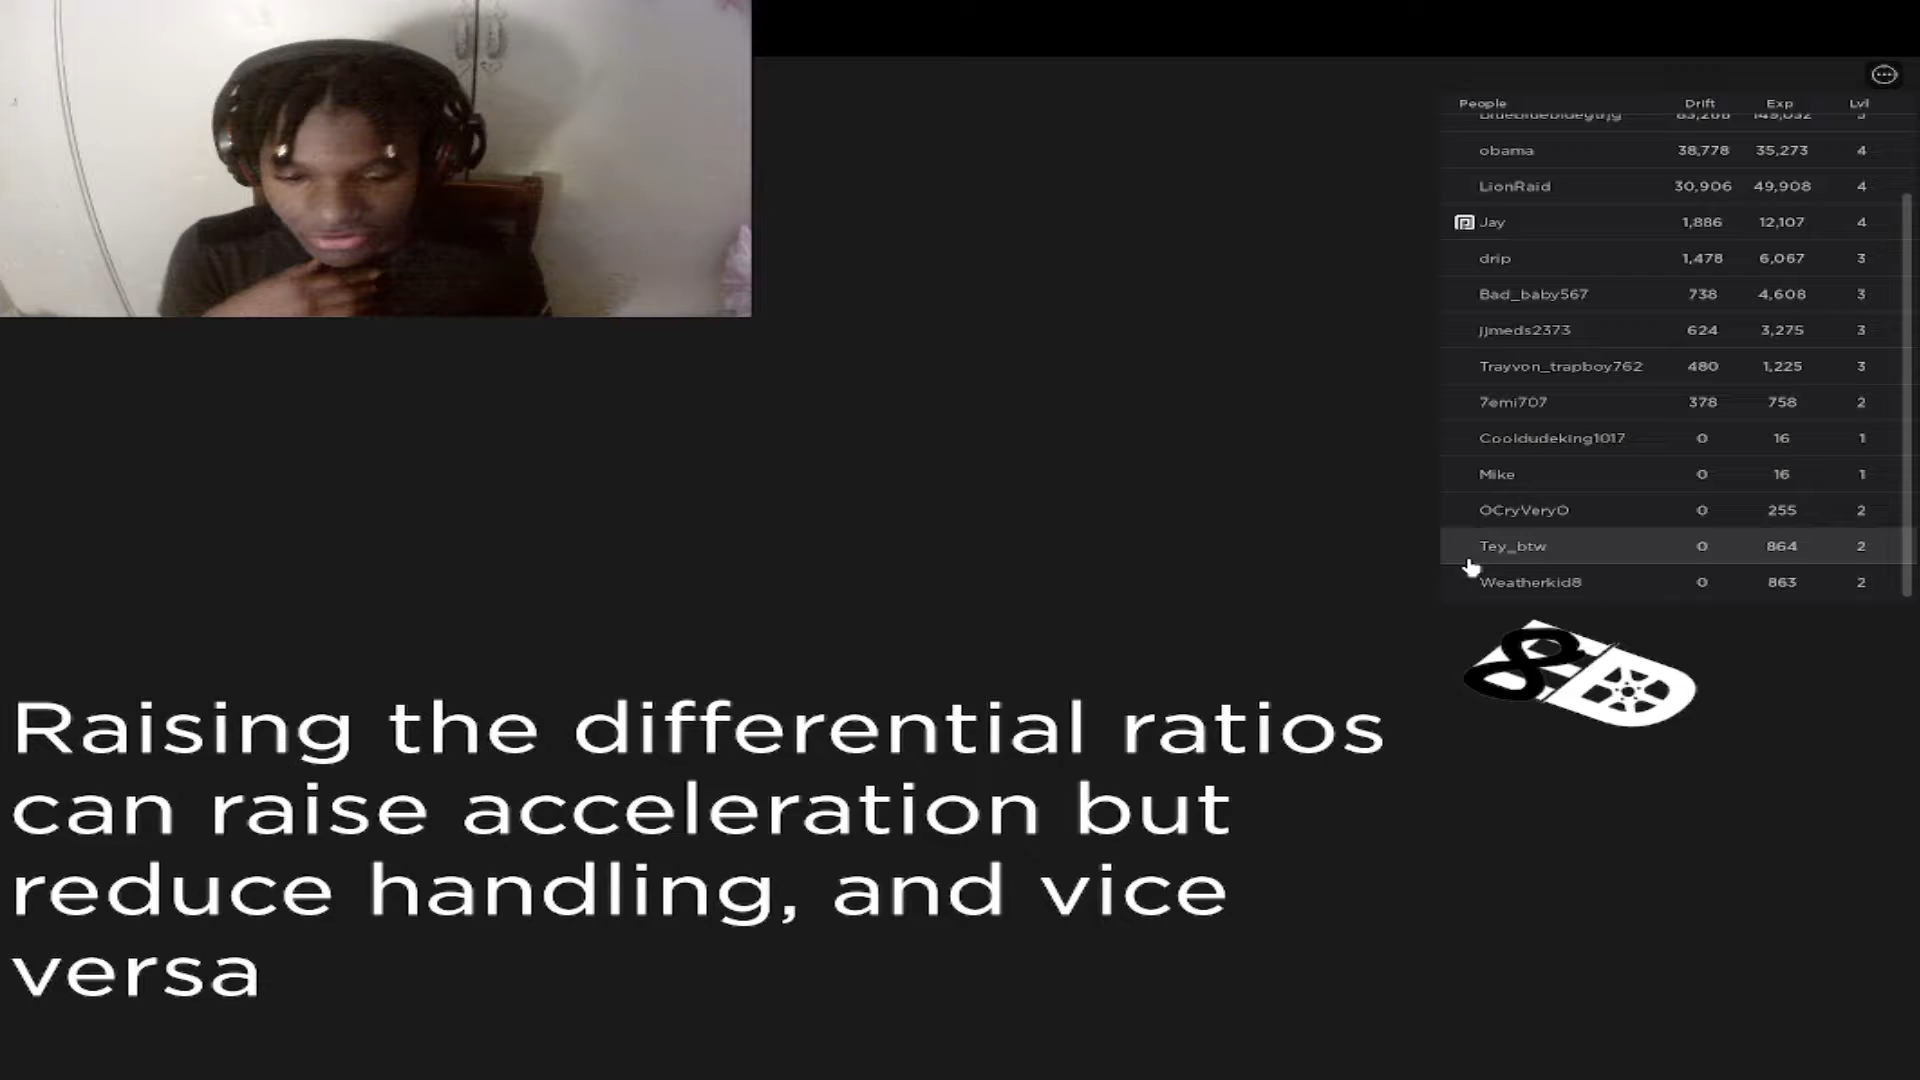 People Drift Exp Lvl
obama 38,778 35,273 4
LionRaid 30,906 49,908 4
Jay 1,886 12,107 4
drip 1,478 6,067 3
Bad_baby567 738 4,608 3
jjmeds2373 624 3,275 3
Trayvon_trapboy762 480 1,225 3
7emi707 378 758 2
Cooldudeking1017 0 16 1
Mike 0 16 1
OCryVeryO 0 255 2
Tey_btw 0 864 2
Weatherkid8 0 863 2
8
Raising the differential ratios
can raise acceleration but
reduce handling, and vice
versa